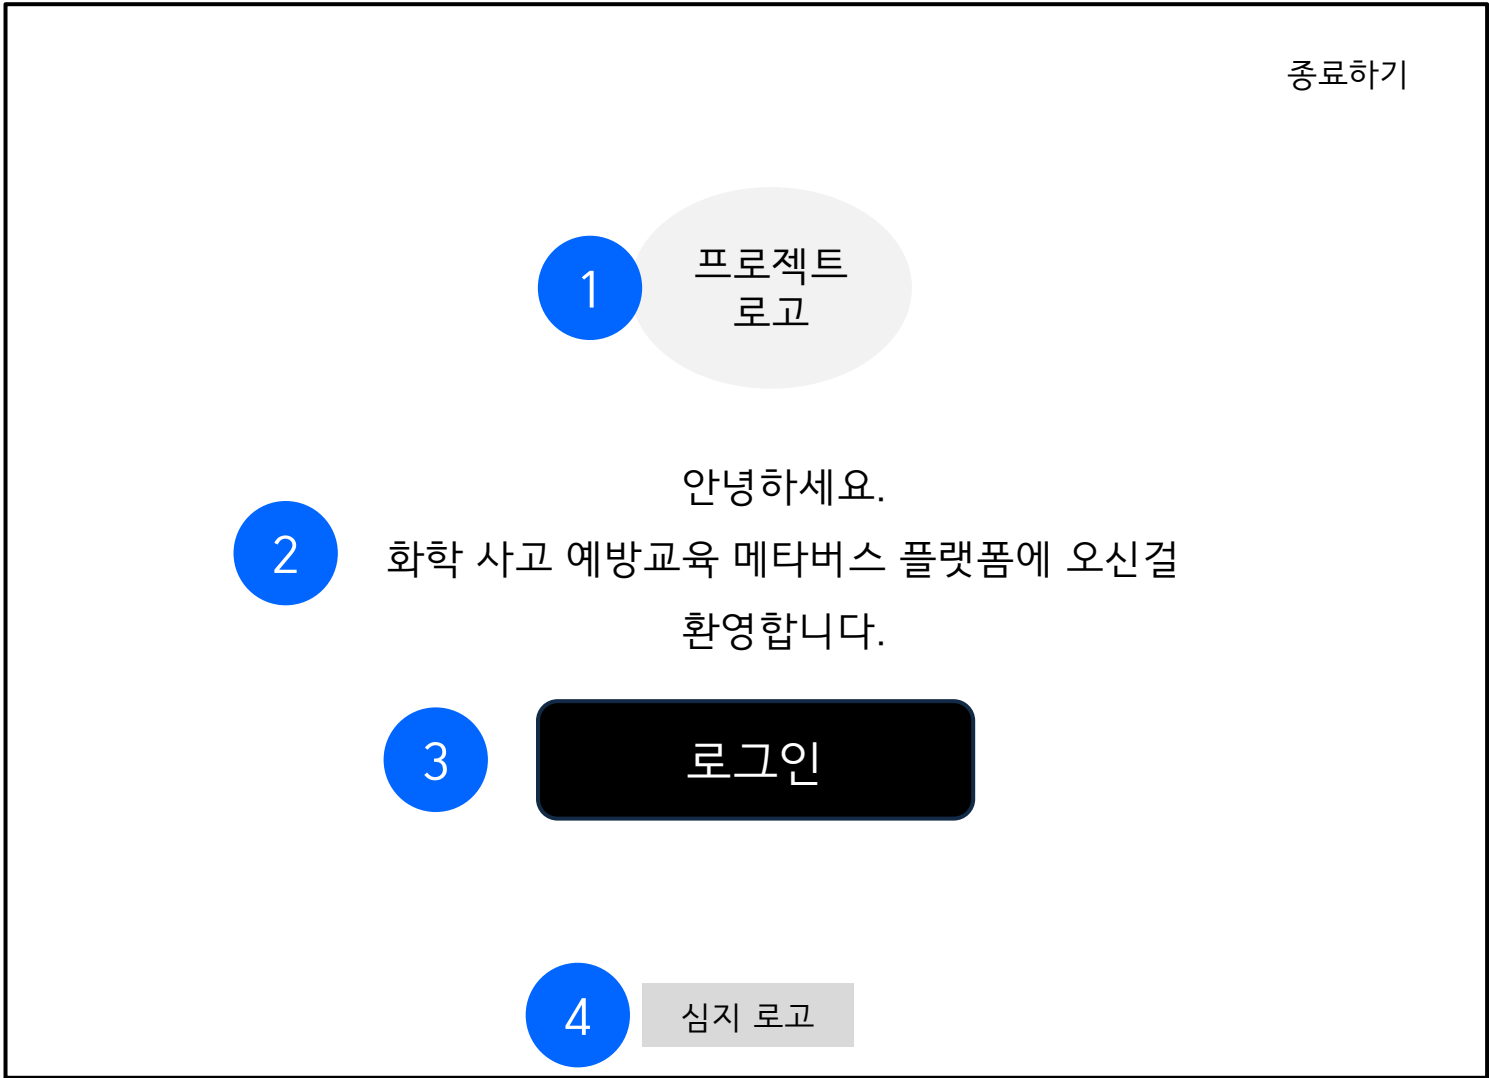 종료하기
1
프로젝트
로고
안녕하세요.
2
화학 사고 예방교육 메타버스 플랫폼에 오신걸
환영합니다.
3
로그인
4
심지 로고